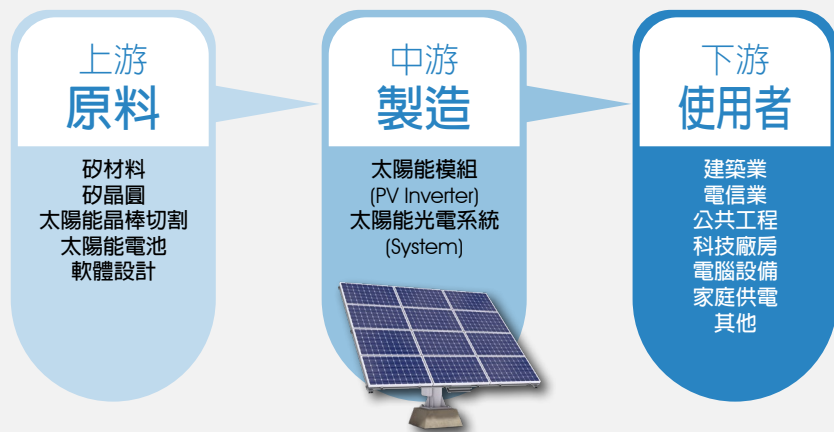 上游
原料
矽材料
矽晶圓
太陽能晶棒切割
太陽能電池
軟體設計
中游
製造
太陽能模組
(PV Inverter)
太陽能光電系統
(System)
下游
使用者
建築業
電信業
公共工程
科技廠房
電腦設備
家庭供電
其他